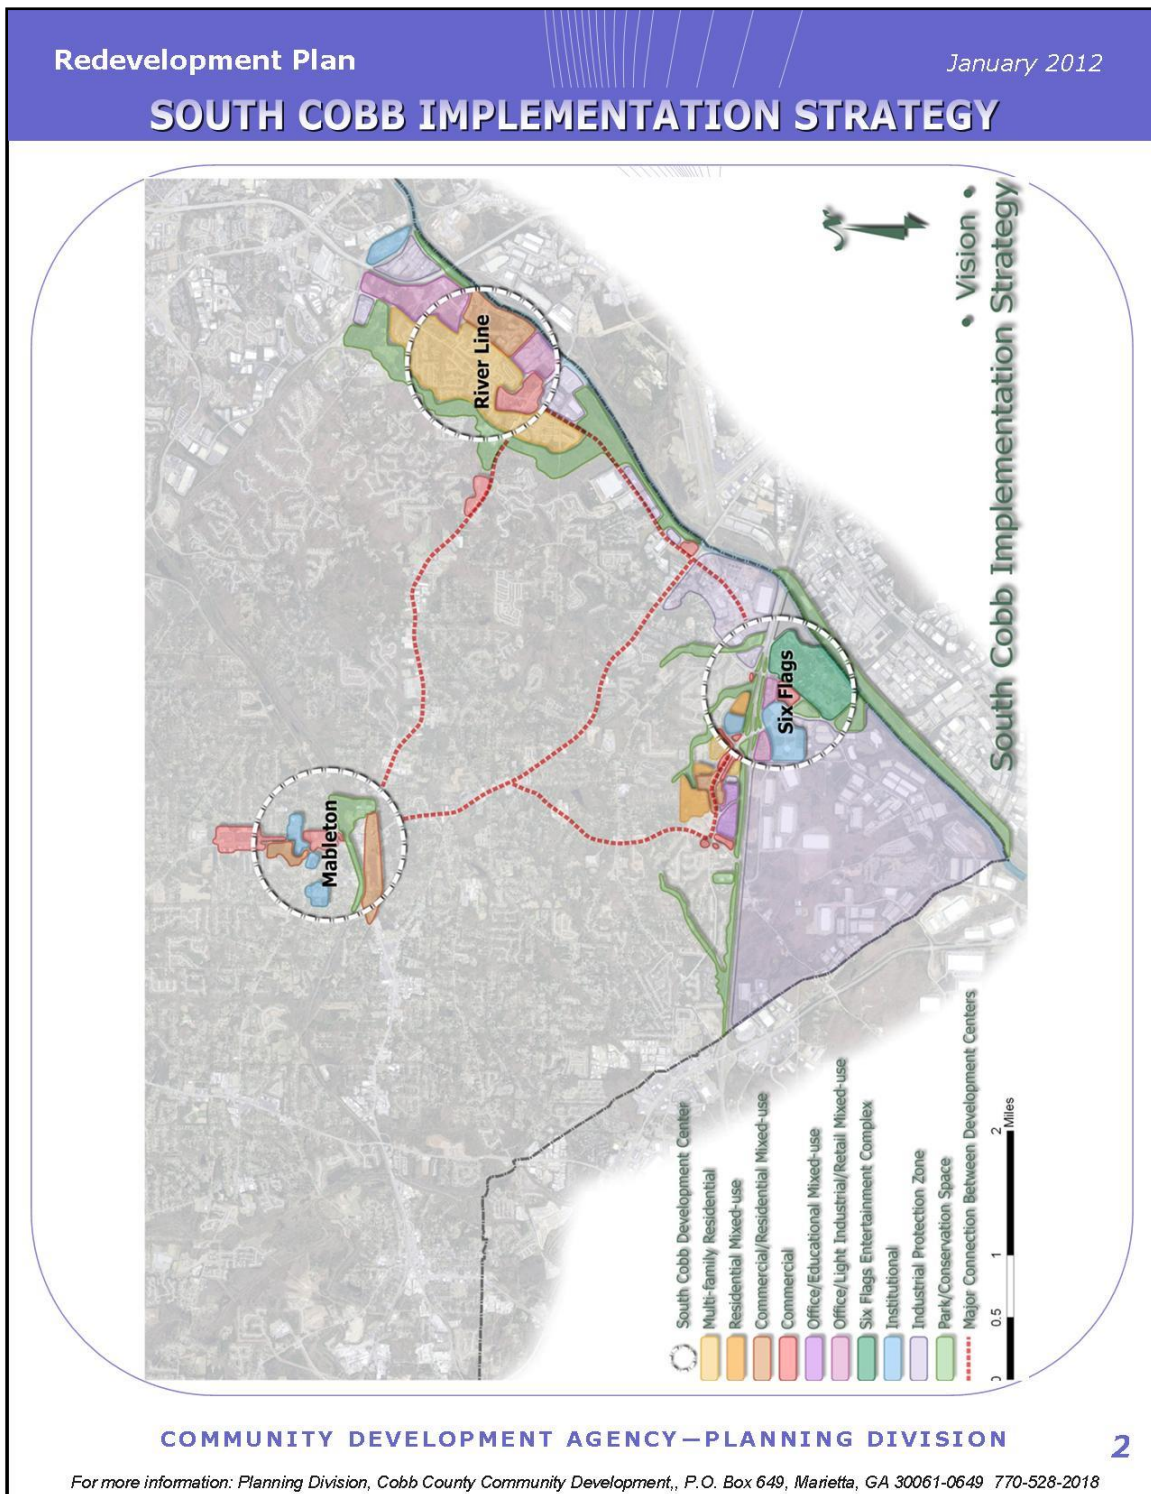 Redevelopment Plan
January 2012
SOUTH COBB IMPLEMENTATION STRATEGY
• Vision •
South Cobb Implementation Strategy
River Line
Mableton
Six Flags
South Cobb Development Center
Multi-family Residential
Residential Mixed-use
Commercial/Residential Mixed-use
Commercial
Office/Educational Mixed-use
Office/Light Industrial/Retail Mixed-use
Six Flags Entertainment Complex
Institutional
Industrial Protection Zone
Park/Conservation Space
Major Connection Between Development Centers
0 0.5 1 2
Miles
COMMUNITY DEVELOPMENT AGENCY—PLANNING DIVISION
2
For more information: Planning Division, Cobb County Community Development,, P.O. Box 649, Marietta, GA 30061-0649 770-528-2018